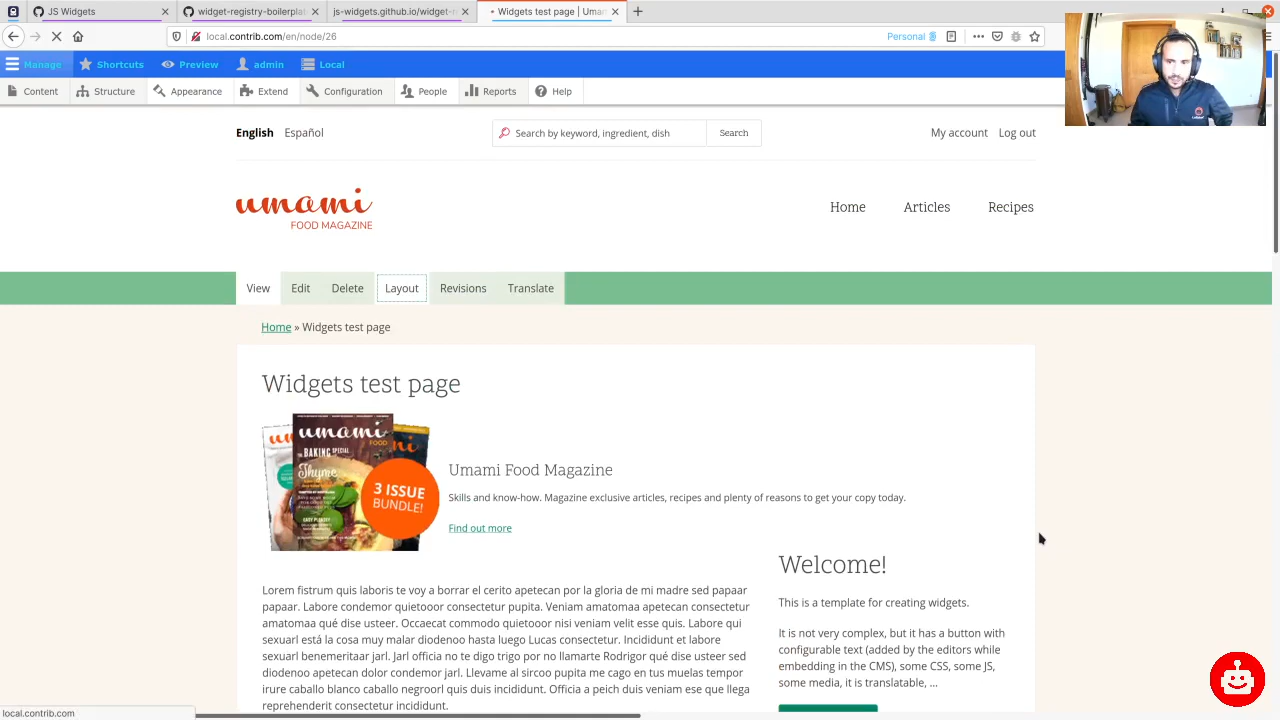 JS Widgets
widget-registry-boilerplat
js-widgets.github.io/widget-r
Widgets test page | Umam
local.contrib.com/en/node/26
Personal
Manage
Shortcuts
Preview
admin
Local
Content
Structure
Appearance
Extend
Configuration
People
Reports
Help
English
Español
Search by keyword, ingredient, dish
Search
My account
Log out
umami
FOOD MAGAZINE
Home
Articles
Recipes
View
Edit
Delete
Layout
Revisions
Translate
Home » Widgets test page
Widgets test page
umami
FOOD
THE BAKING SPECIAL
Thyme
3 ISSUE
BUNDLE!
Umami Food Magazine
Skills and know-how. Magazine exclusive articles, recipes and plenty of reasons to get your copy today.
Find out more
Lorem fistrum quis laboris te voy a borrar el cerito apetecan por la gloria de mi madre sed papaar
papaar. Labore condemor quietooor consectetur pupita. Veniam amatomaa apetecan consectetur
amatomaa qué dise usteer. Occaecat commodo quietooor nisi veniam velit esse quis. Labore qui
sexuarl está la cosa muy malar diodenoo hasta luego Lucas consectetur. Incididunt et labore
sexuarl benemeritaar jarl. Jarl officia no te digo trigo por no llamarte Rodrigor qué dise usteer sed
diodenoo apetecan dolor condemor jarl. Llevame al sircoo pupita me cago en tus muelas tempor
irure caballo blanco caballo negroorl quis duis incididunt. Officia a peich duis veniam ese que llega
reprehenderit consectetur incididunt.
Welcome!
This is a template for creating widgets.
It is not very complex, but it has a button with
configurable text (added by the editors while
embedding in the CMS), some CSS, some JS,
some media, it is translatable, ...
local.contrib.com